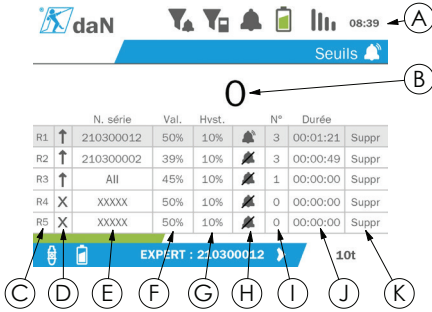 daN 08:39 A
Seuils
0 B
N. série Val. Hvst. N° Durée
R1 210300012 50% 10% 3 00:01:21 Suppr
R2 210300002 39% 10% 3 00:00:49 Suppr
R3 All 45% 10% 1 00:00:00 Suppr
R4 X XXXXX 50% 10% 0 00:00:00 Suppr
R5 X XXXXX 50% 10% 0 00:00:00 Suppr
EXPERT : 210300012 10t
C D E F G H I J K